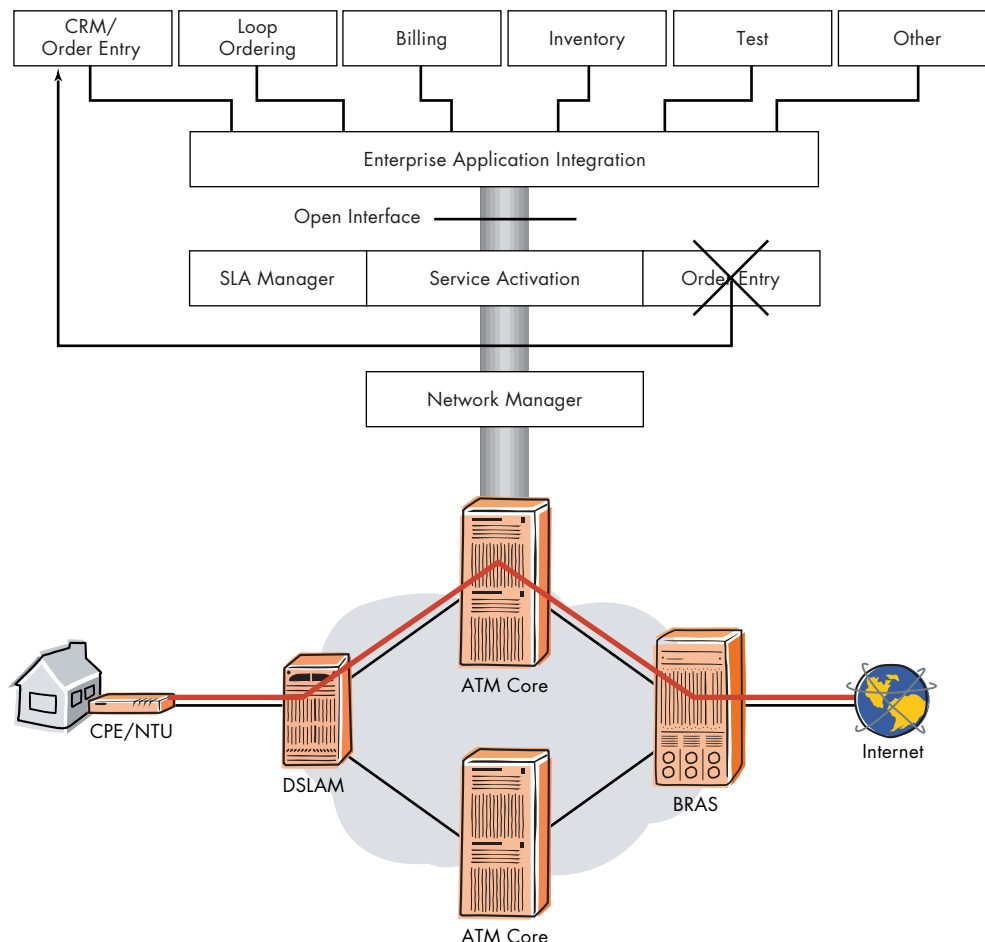 CRM/
Order Entry
Loop
Ordering
Billing
Inventory
Test
Other
Enterprise Application Integration
Open Interface
SLA Manager
Service Activation
Order Entry
Network Manager
ATM Core
CPE/NTU
DSLAM
BRAS
Internet
ATM Core